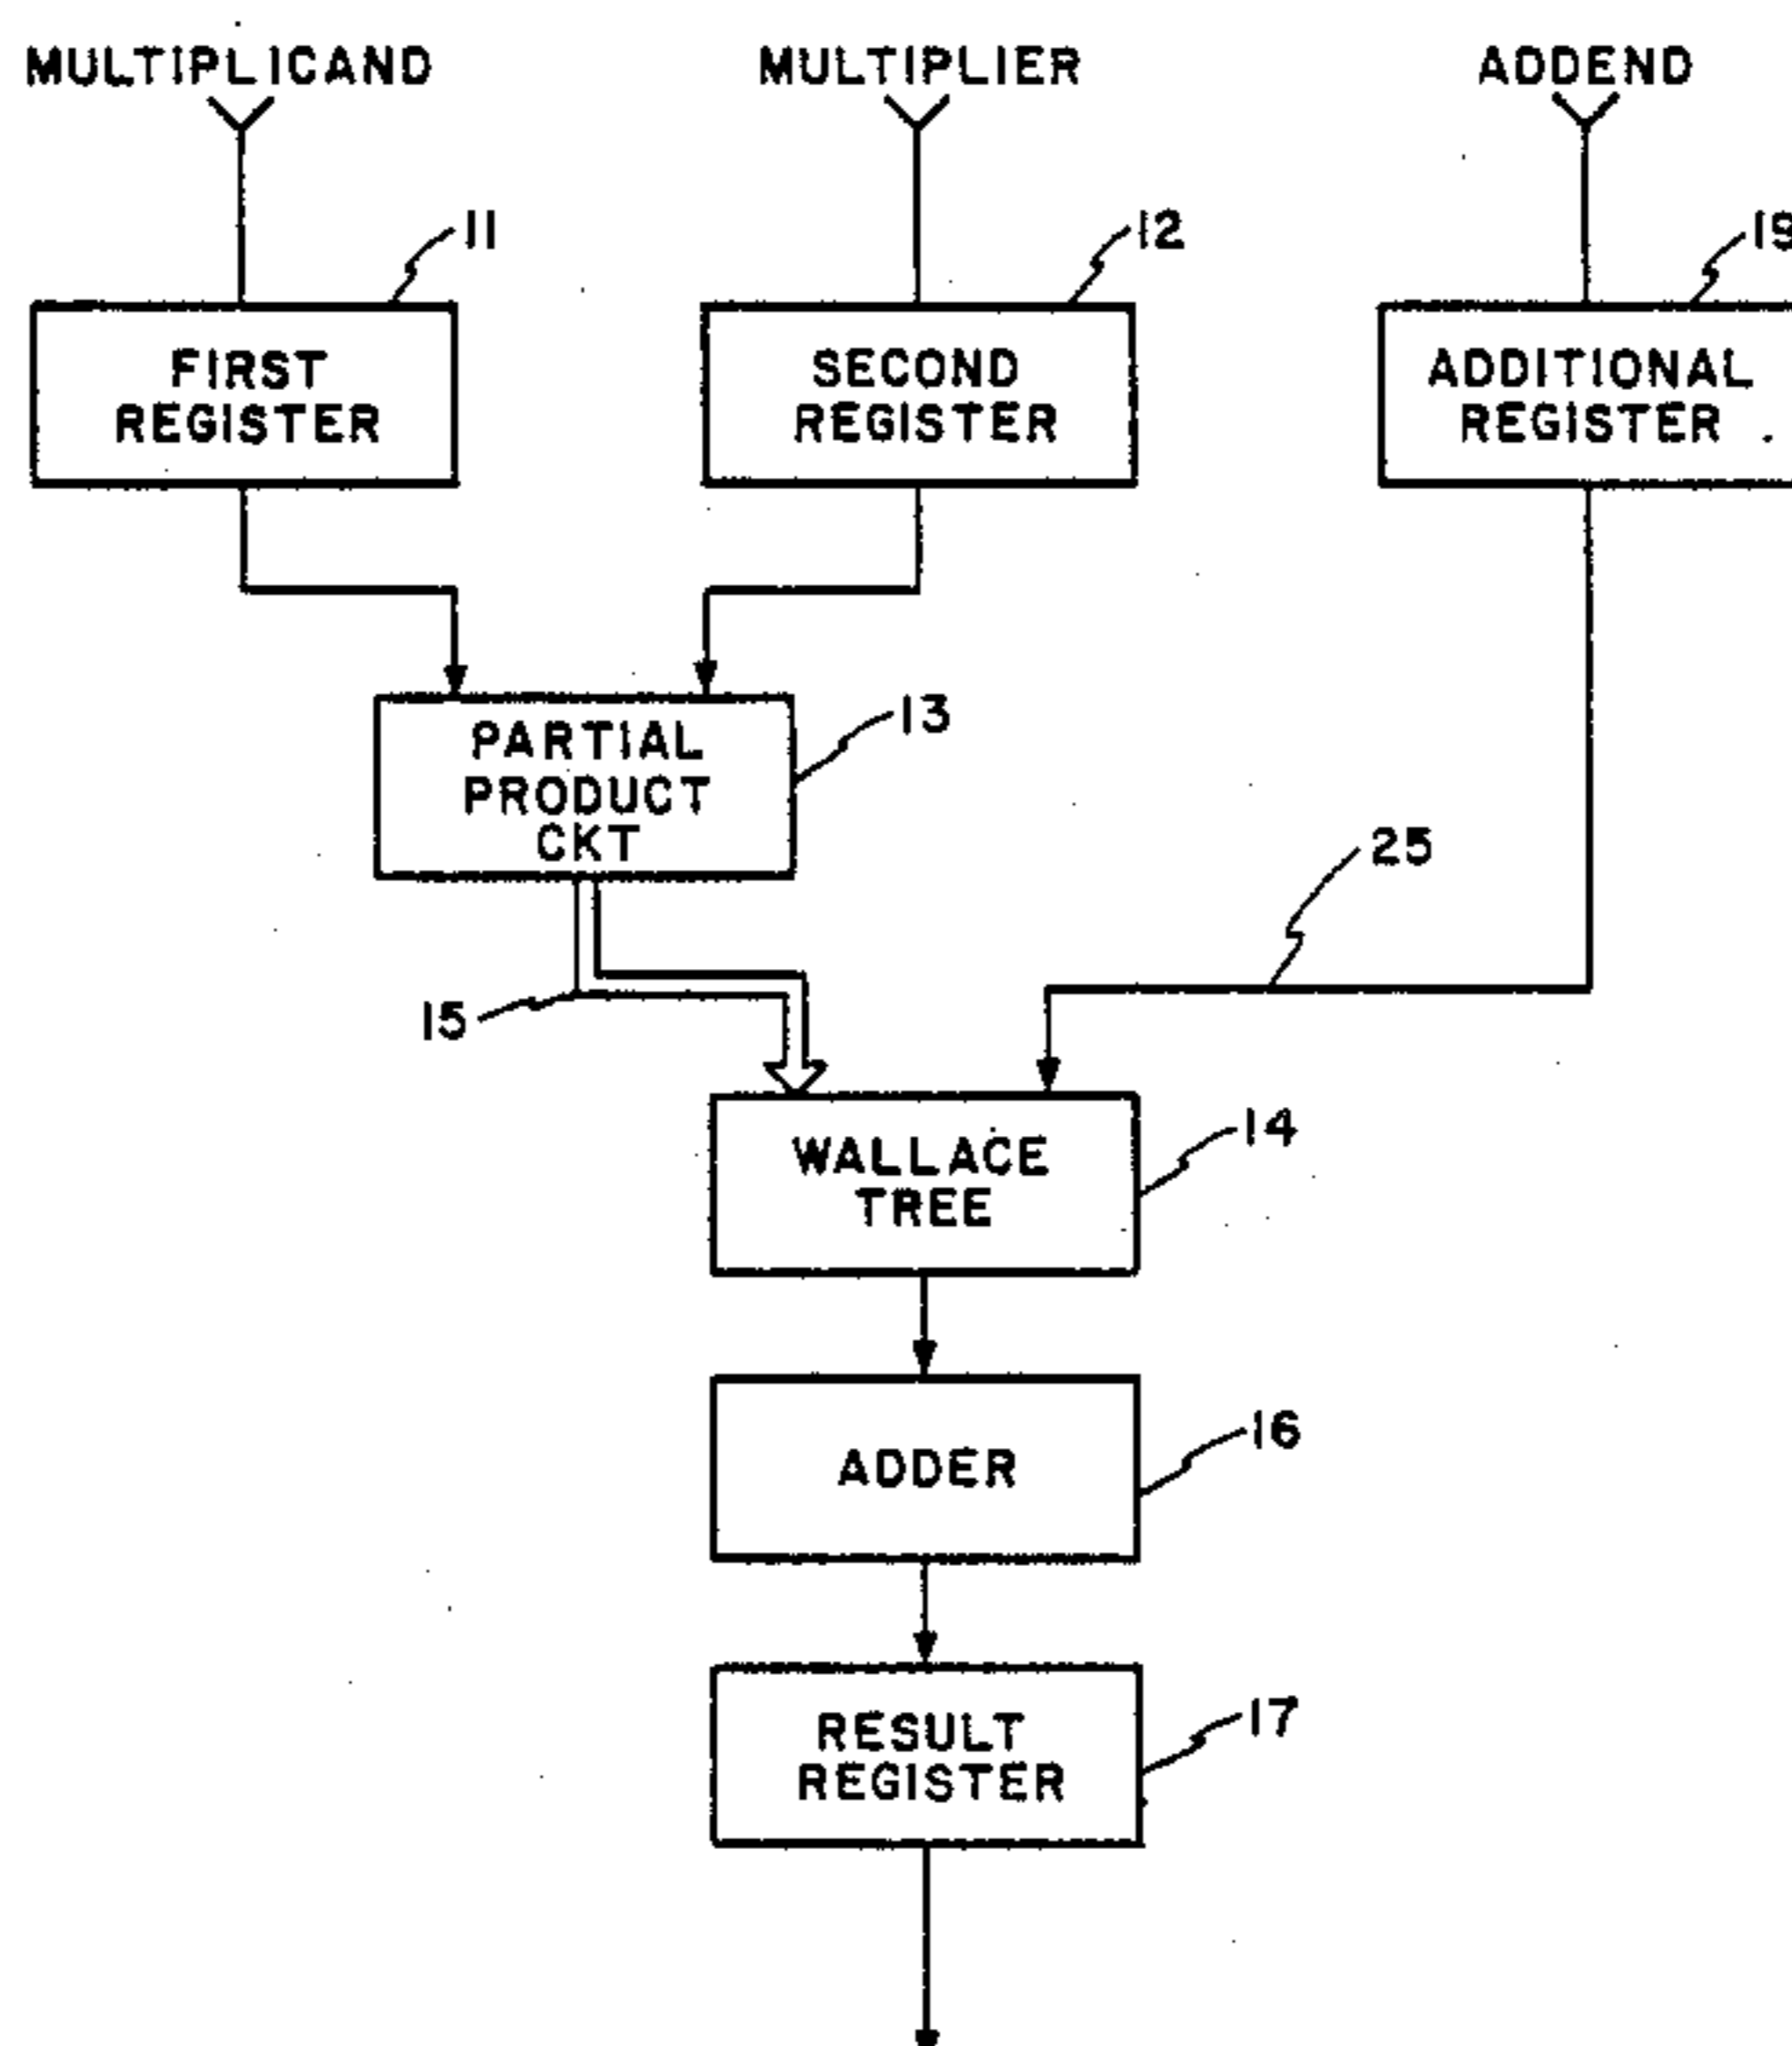 MULTIPLICAND
MULTIPLIER
ADDEND
11
12
19
FIRST
REGISTER
SECOND
REGISTER
ADDITIONAL
REGISTER
PARTIAL
PRODUCT
CKT
13
25
15
WALLACE
TREE
14
ADDER
16
RESULT
REGISTER
17